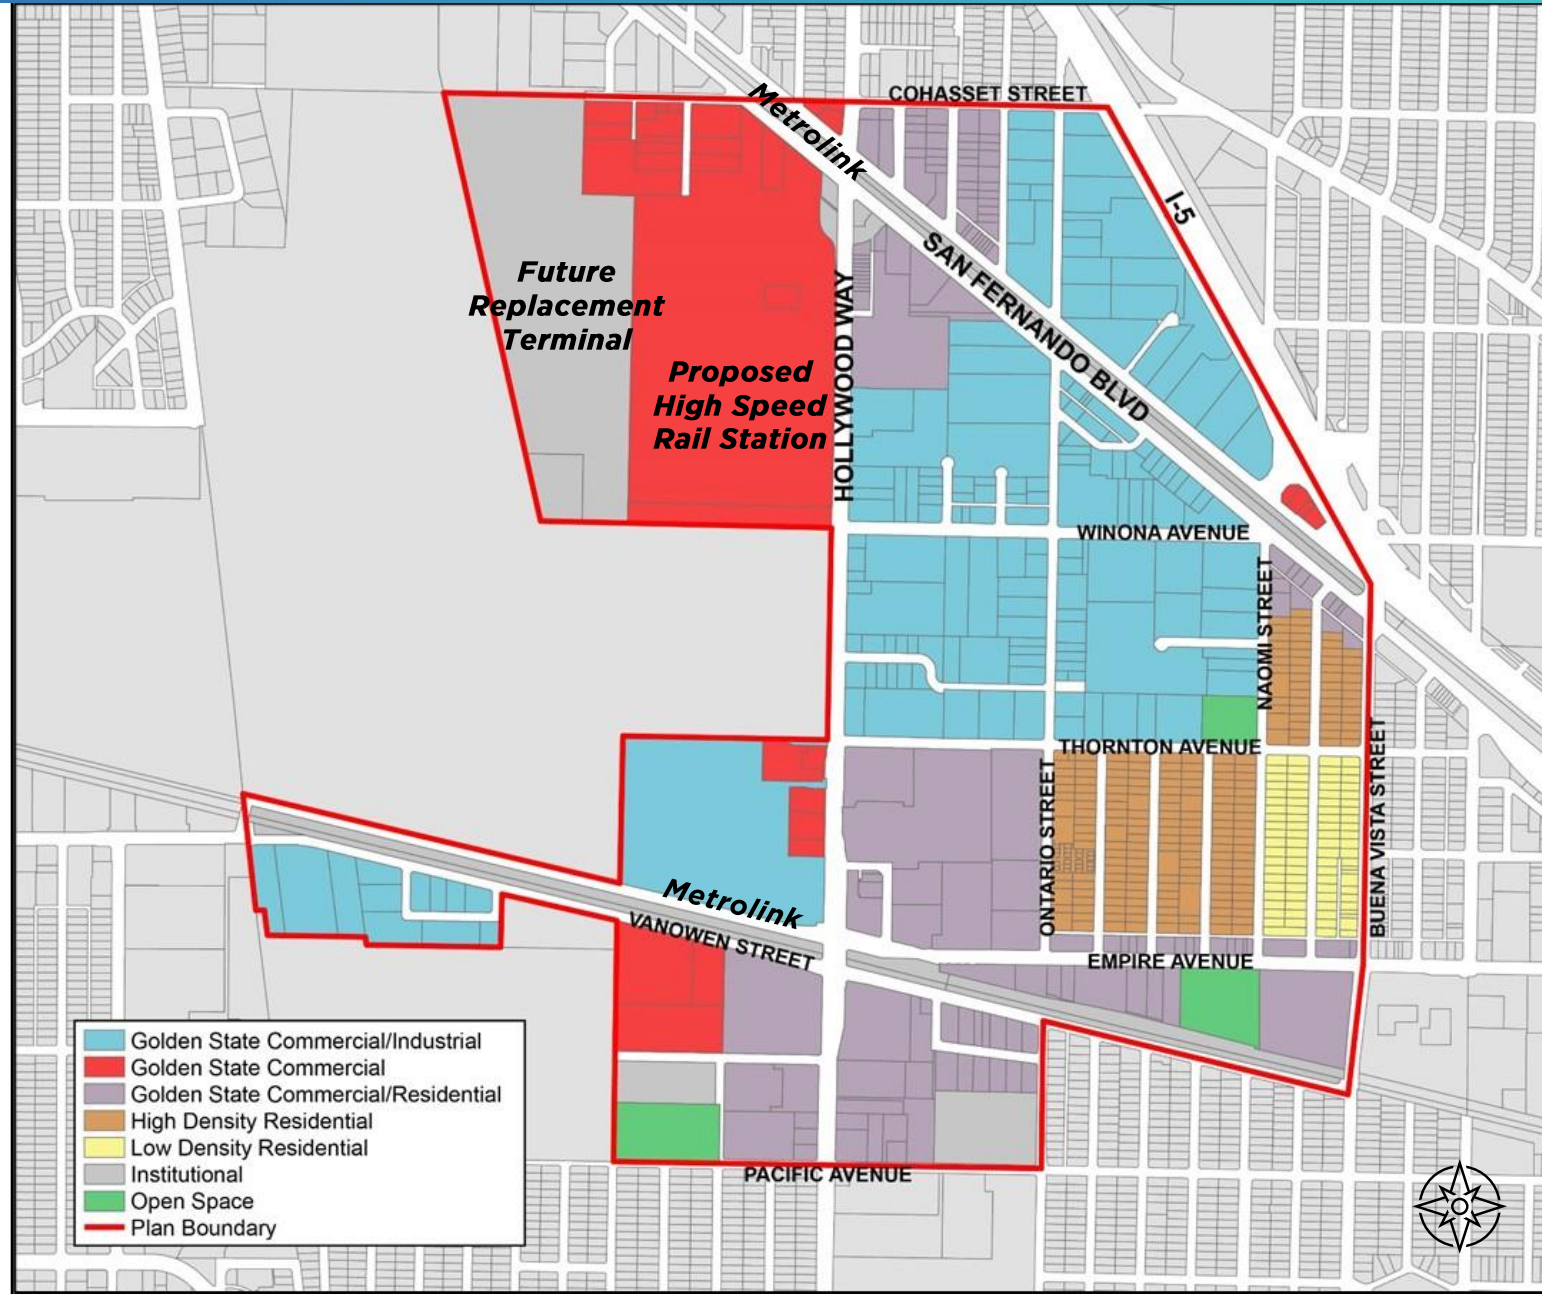 COHASSET STREET
Metrolink
I-5
SAN FERNANDO BLVD
Future
Replacement
Terminal
HOLLYWOOD WAY
Proposed
High Speed
Rail Station
WINONA AVENUE
NAOMI STREET
THORNTON AVENUE
ONTARIO STREET
BUENA VISTA STREET
Metrolink
VANOWEN STREET
EMPIRE AVENUE
PACIFIC AVENUE
Golden State Commercial/Industrial
Golden State Commercial
Golden State Commercial/Residential
High Density Residential
Low Density Residential
Institutional
Open Space
Plan Boundary